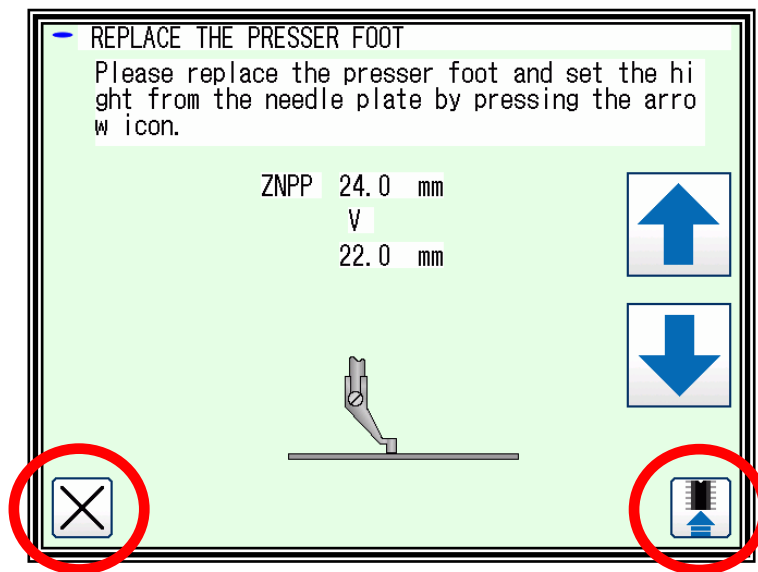 REPLACE THE PRESSER FOOT
Please replace the presser foot and set the hi
ght from the needle plate by pressing the arro
w icon.
ZNPP 24.0 mm
V
22.0 mm